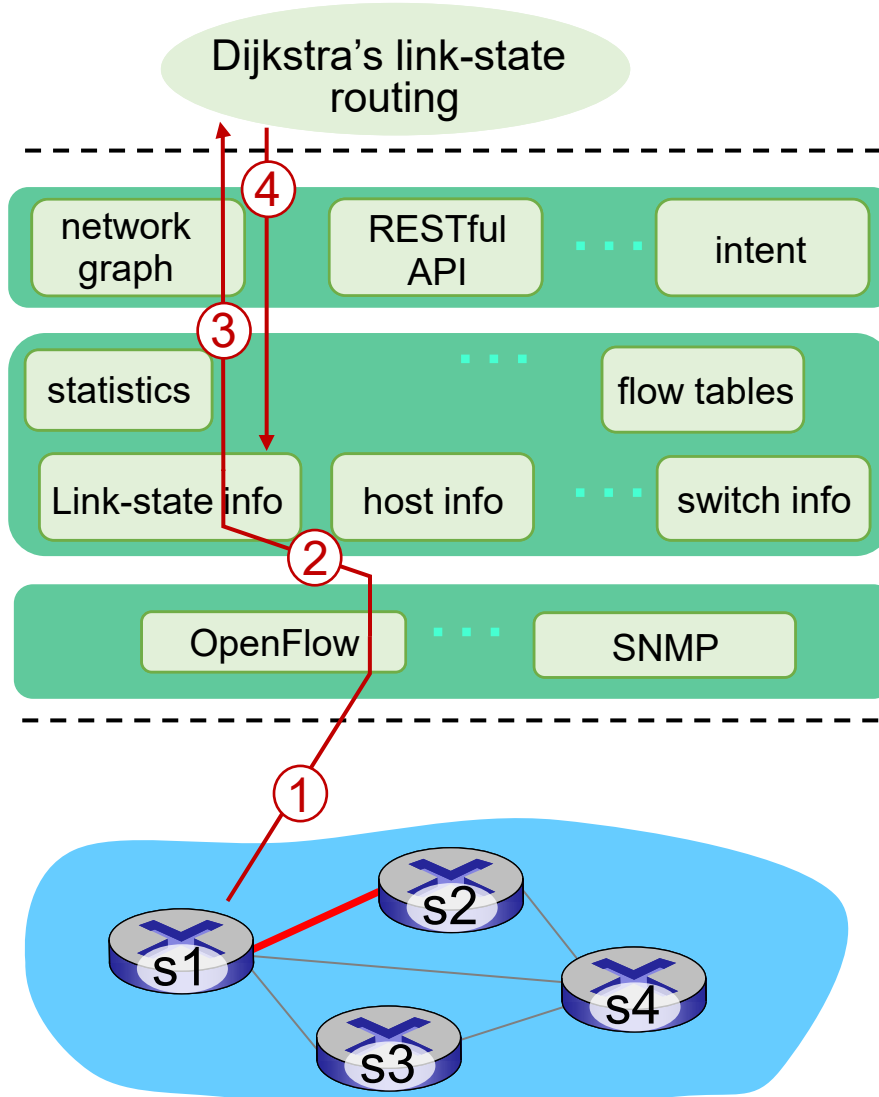 Dijkstra’s link-state
routing
4
network
graph
RESTful
API
intent
3
statistics
flow tables
Link-state info
host info
switch info
2
OpenFlow
SNMP
1
s2
s1
s4
s3